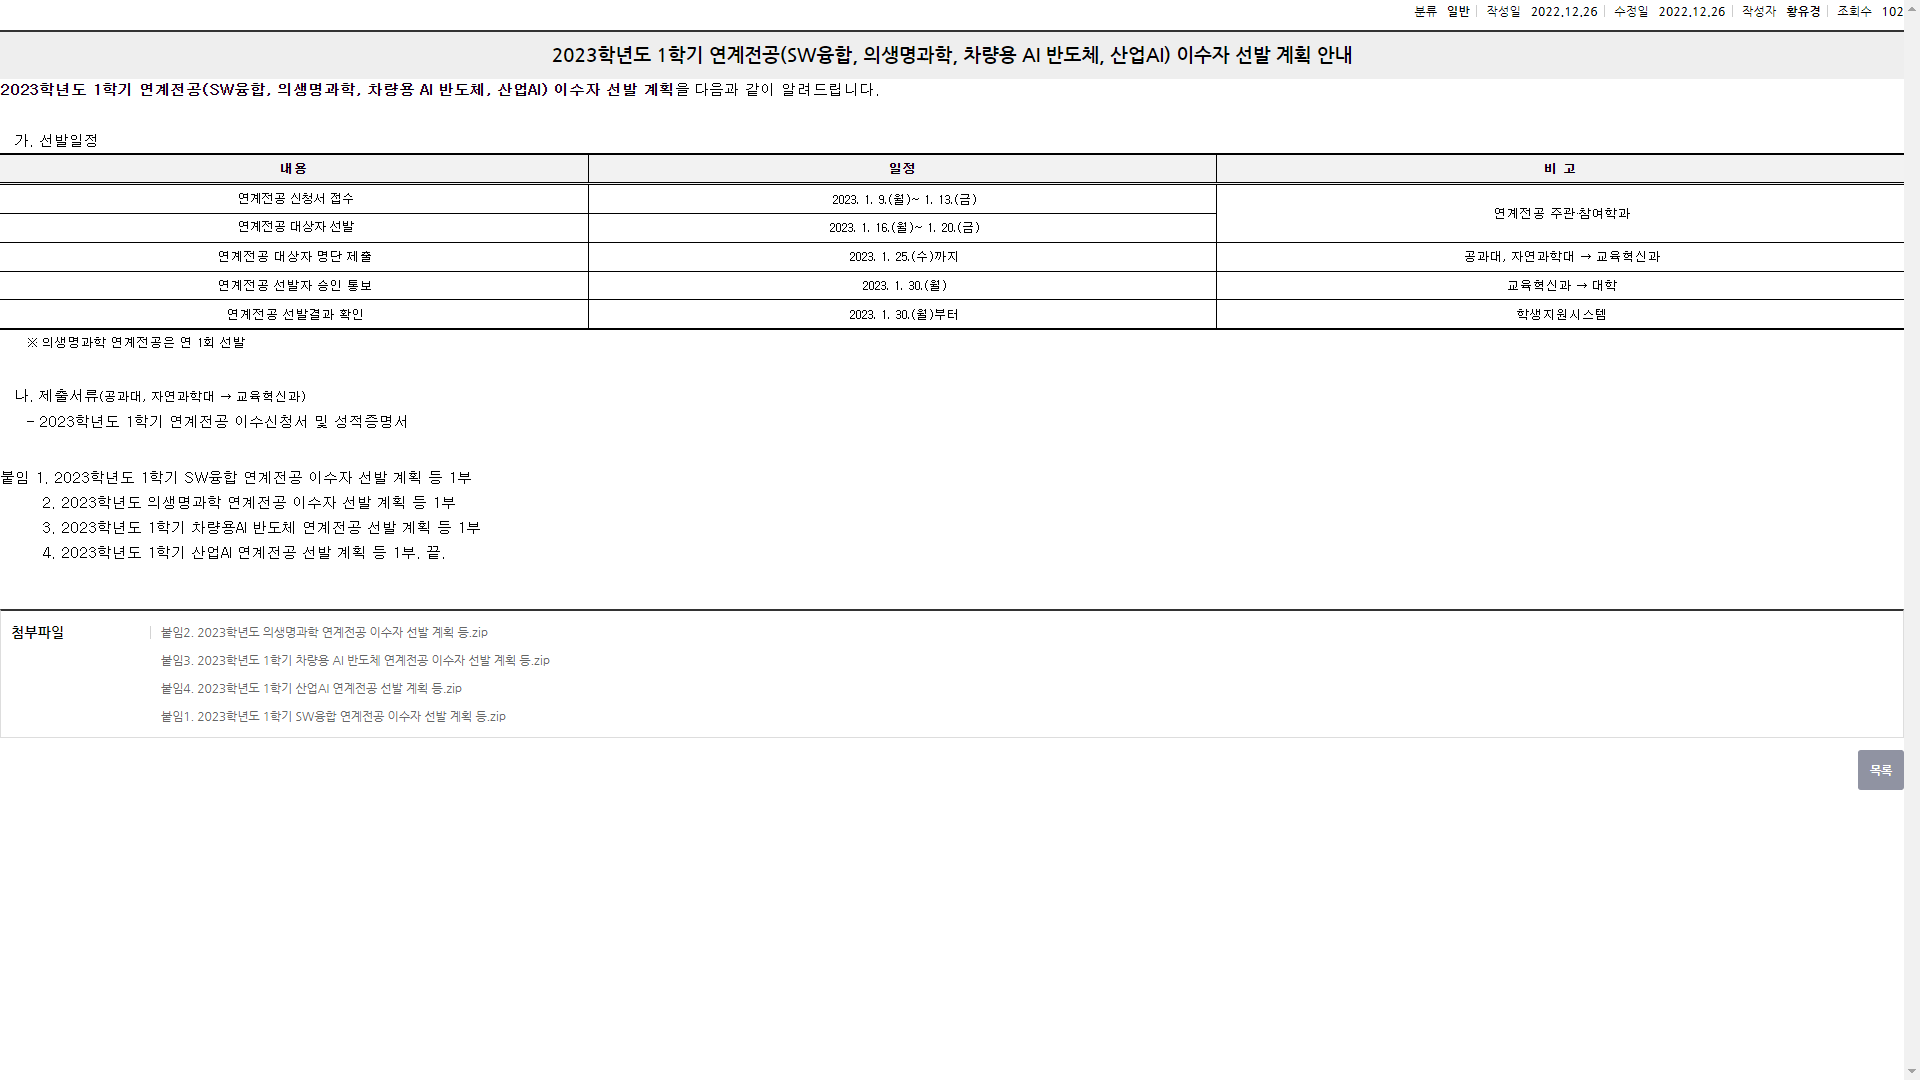 분류 일반 작성일 2022.12.26 수정일 2022.12.26 작성자 황유경 조회수 102
2023학년도 1학기 연계전공(SW융합, 의생명과학, 차량용 AI 반도체, 산업AI) 이수자 선발 계획 안내
2023학년도 1학기 연계전공(SW융합, 의생명과학, 차량용 AI 반도체, 산업AI) 이수자 선발 계획을 다음과 같이 알려드립니다.
가. 선발일정
내용 일정 비 고
연계전공 신청서 접수 2023. 1. 9.(월)~ 1. 13.(금) 연계전공 주관·참여학과
연계전공 대상자 선발 2023. 1. 16.(월)~ 1. 20.(금)
연계전공 대상자 명단 제출 2023. 1. 25.(수)까지 공과대, 자연과학대 → 교육혁신과
연계전공 선발자 승인 통보 2023. 1. 30.(월) 교육혁신과 → 대학
연계전공 선발결과 확인 2023. 1. 30.(월)부터 학생지원시스템
※ 의생명과학 연계전공은 연 1회 선발
나. 제출서류(공과대, 자연과학대 → 교육혁신과)
- 2023학년도 1학기 연계전공 이수신청서 및 성적증명서
붙임 1. 2023학년도 1학기 SW융합 연계전공 이수자 선발 계획 등 1부
2. 2023학년도 의생명과학 연계전공 이수자 선발 계획 등 1부
3. 2023학년도 1학기 차량용AI 반도체 연계전공 선발 계획 등 1부
4. 2023학년도 1학기 산업AI 연계전공 선발 계획 등 1부. 끝.
첨부파일 붙임2. 2023학년도 의생명과학 연계전공 이수자 선발 계획 등.zip
붙임3. 2023학년도 1학기 차량용 AI 반도체 연계전공 이수자 선발 계획 등.zip
붙임4. 2023학년도 1학기 산업AI 연계전공 선발 계획 등.zip
붙임1. 2023학년도 1학기 SW융합 연계전공 이수자 선발 계획 등.zip
목록